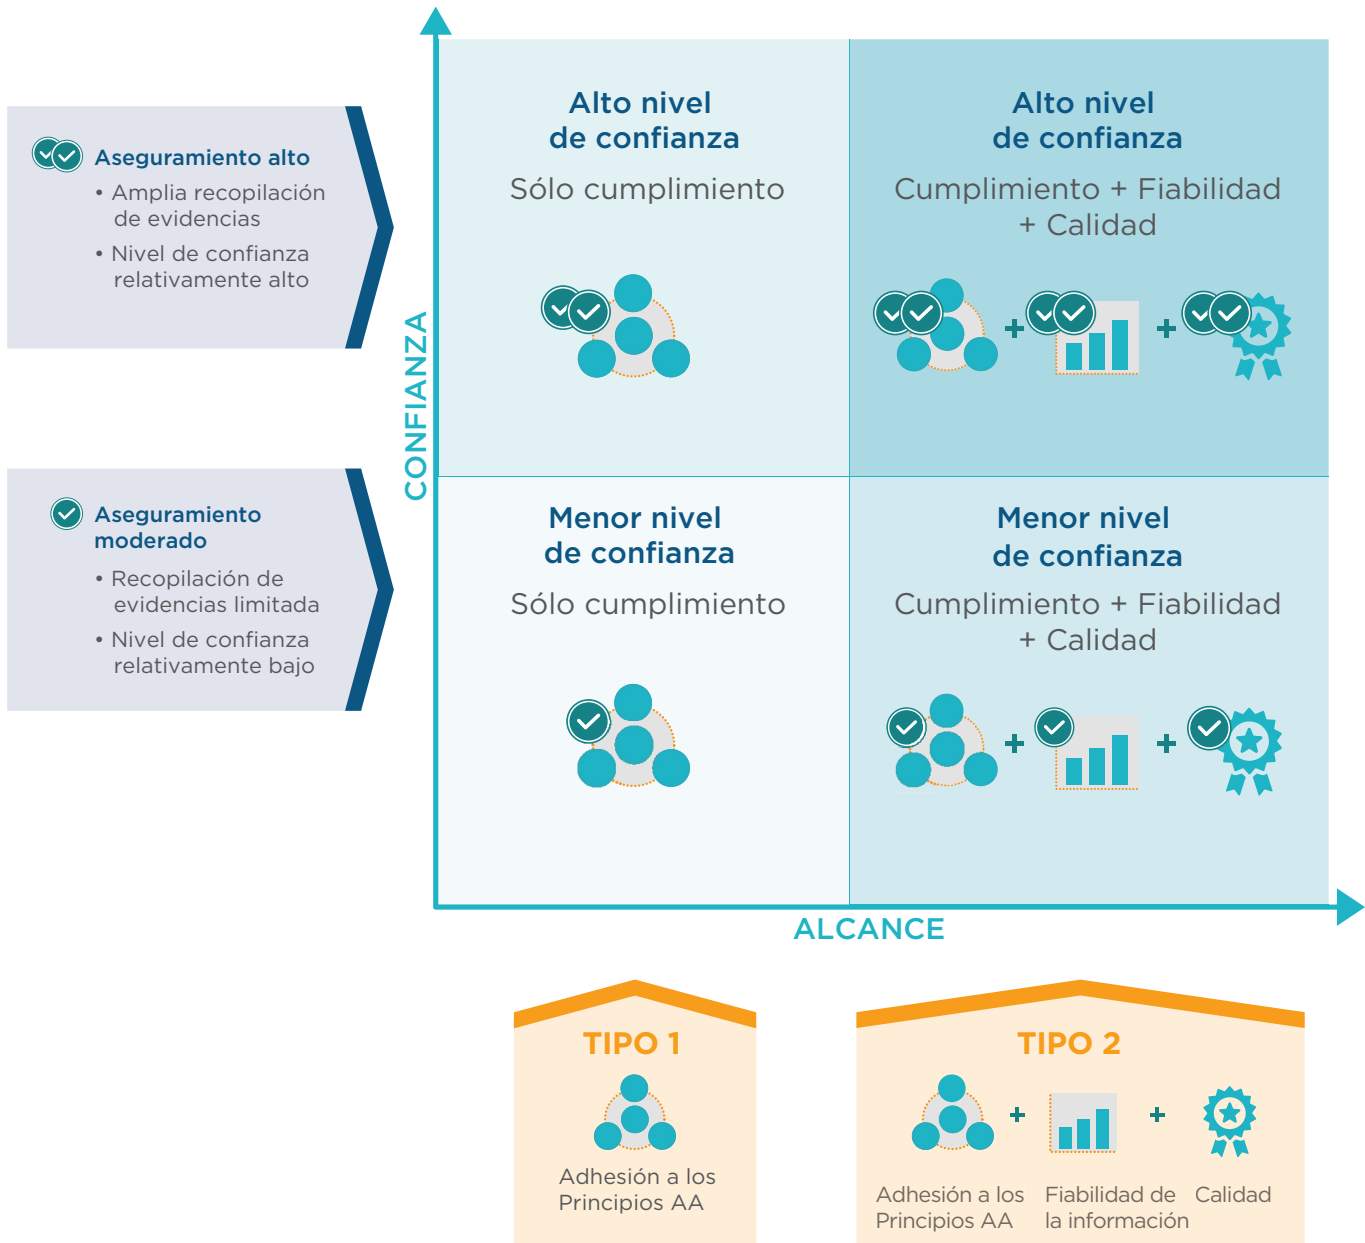 Aseguramiento alto
• Amplia recopilación
de evidencias
• Nivel de confianza
relativamente alto
Aseguramiento
moderado
• Recopilación de
evidencias limitada
• Nivel de confianza
relativamente bajo
CONFIANZA
Alto nivel
de confianza
Sólo cumplimiento
Alto nivel
de confianza
Cumplimiento + Fiabilidad
+ Calidad
Menor nivel
de confianza
Sólo cumplimiento
Menor nivel
de confianza
Cumplimiento + Fiabilidad
+ Calidad
ALCANCE
TIPO 1
Adhesión a los
Principios AA
TIPO 2
Adhesión a los
Principios AA
Fiabilidad de
la información
Calidad